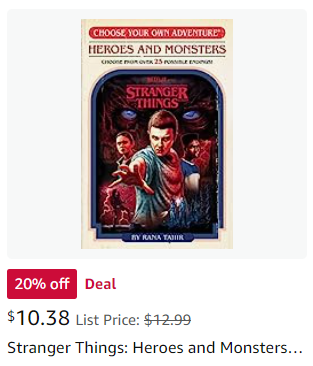 CHOOSE YOUR OWN ADVENTURE®
HEROES AND MONSTERS
CHOOSE FROM OVER 25 POSSIBLE ENDINGS!
NETFLIX
STRANGER
THINGS
BY RANA TAHIR
20% off Deal
$10.38 List Price: $12.99
Stranger Things: Heroes and Monsters...